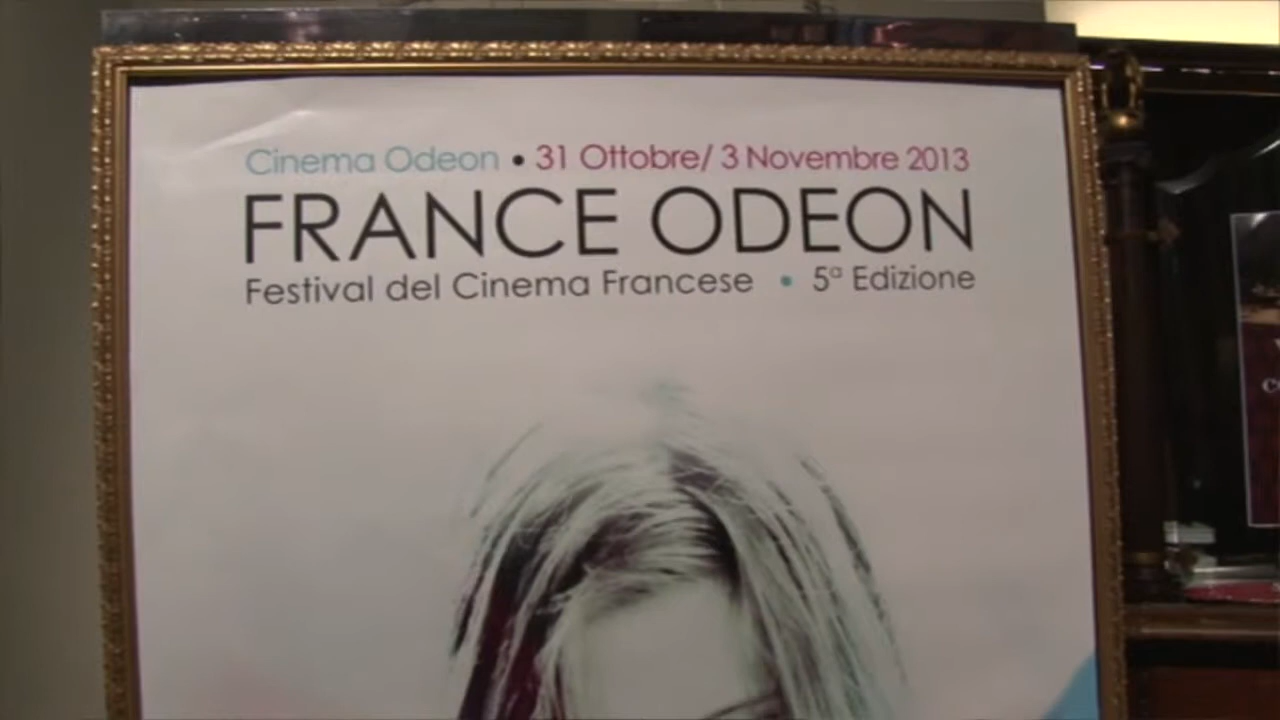 Cinema Odeon • 31 Ottobre/ 3 Novembre 2013
FRANCE ODEON
Festival del Cinema Francese • 5ª Edizione